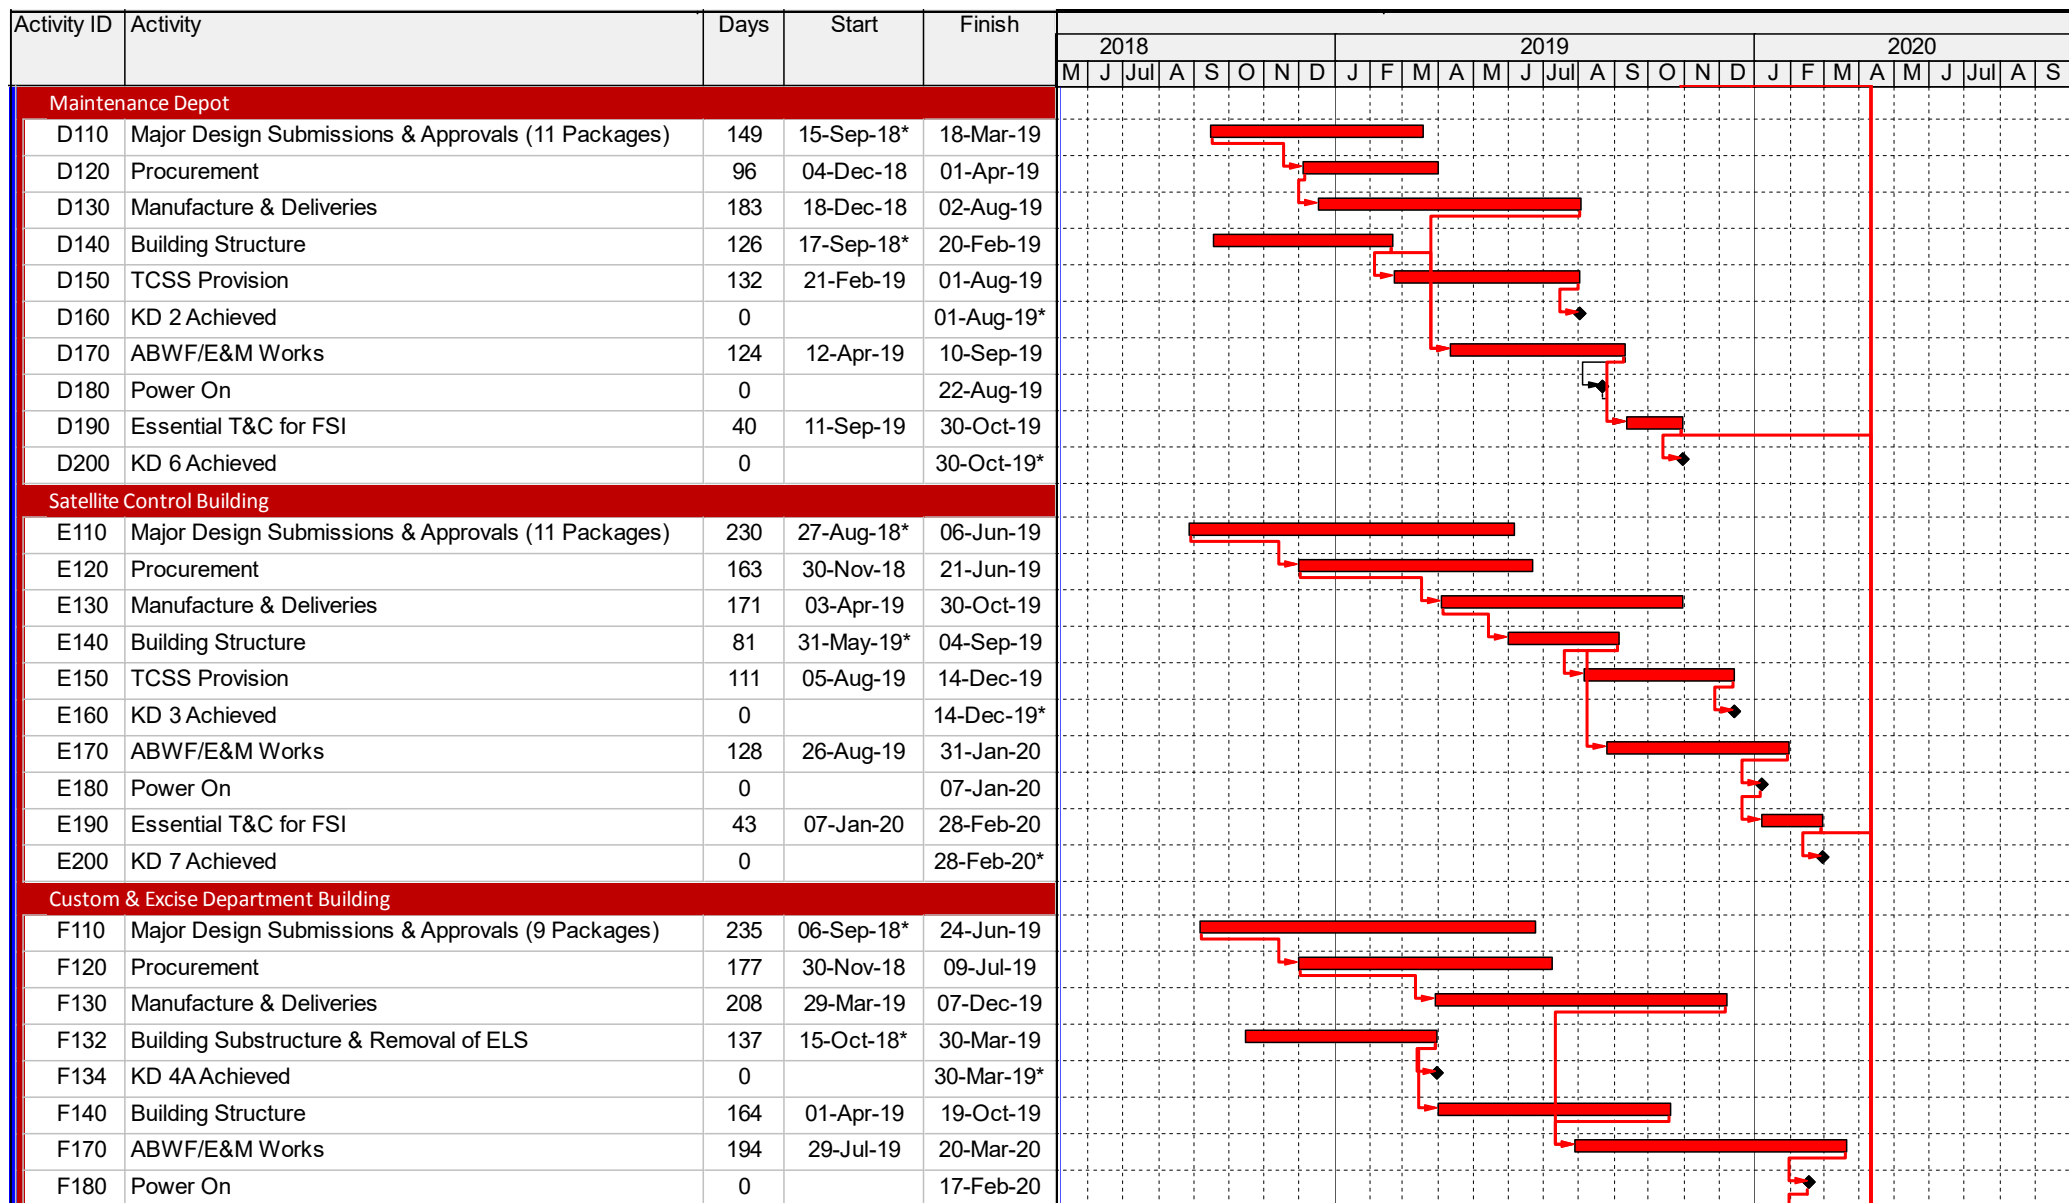 Activity ID Activity Days Start Finish
2018 2019 2020
M J Jul A S O N D J F M A M J Jul A S O N D J F M A M J Jul A S
Maintenance Depot
D110 Major Design Submissions & Approvals (11 Packages) 149 15-Sep-18* 18-Mar-19
D120 Procurement 96 04-Dec-18 01-Apr-19
D130 Manufacture & Deliveries 183 18-Dec-18 02-Aug-19
D140 Building Structure 126 17-Sep-18* 20-Feb-19
D150 TCSS Provision 132 21-Feb-19 01-Aug-19
D160 KD 2 Achieved 0 01-Aug-19*
D170 ABWF/E&M Works 124 12-Apr-19 10-Sep-19
D180 Power On 0 22-Aug-19
D190 Essential T&C for FSI 40 11-Sep-19 30-Oct-19
D200 KD 6 Achieved 0 30-Oct-19*
Satellite Control Building
E110 Major Design Submissions & Approvals (11 Packages) 230 27-Aug-18* 06-Jun-19
E120 Procurement 163 30-Nov-18 21-Jun-19
E130 Manufacture & Deliveries 171 03-Apr-19 30-Oct-19
E140 Building Structure 81 31-May-19* 04-Sep-19
E150 TCSS Provision 111 05-Aug-19 14-Dec-19
E160 KD 3 Achieved 0 14-Dec-19*
E170 ABWF/E&M Works 128 26-Aug-19 31-Jan-20
E180 Power On 0 07-Jan-20
E190 Essential T&C for FSI 43 07-Jan-20 28-Feb-20
E200 KD 7 Achieved 0 28-Feb-20*
Custom & Excise Department Building
F110 Major Design Submissions & Approvals (9 Packages) 235 06-Sep-18* 24-Jun-19
F120 Procurement 177 30-Nov-18 09-Jul-19
F130 Manufacture & Deliveries 208 29-Mar-19 07-Dec-19
F132 Building Substructure & Removal of ELS 137 15-Oct-18* 30-Mar-19
F134 KD 4A Achieved 0 30-Mar-19*
F140 Building Structure 164 01-Apr-19 19-Oct-19
F170 ABWF/E&M Works 194 29-Jul-19 20-Mar-20
F180 Power On 0 17-Feb-20